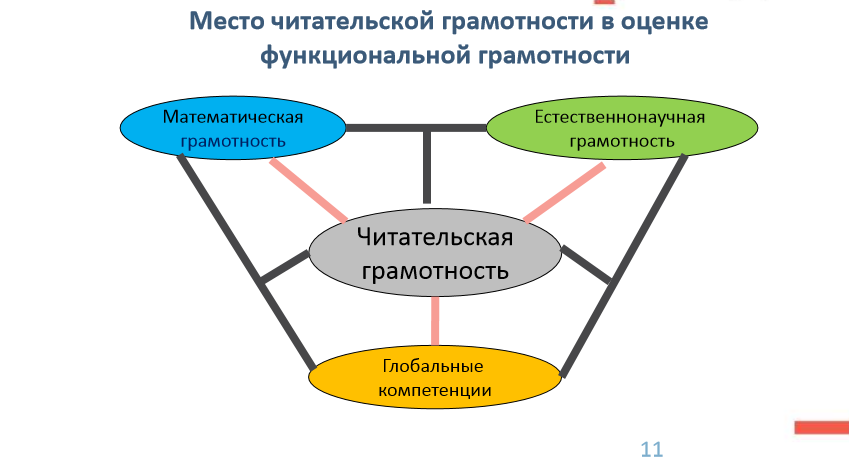 Место читательской грамотности в оценке
функциональной грамотности
Математическая
грамотность
Естественнонаучная
грамотность
Читательская
грамотность
Глобальные
компетенции
11